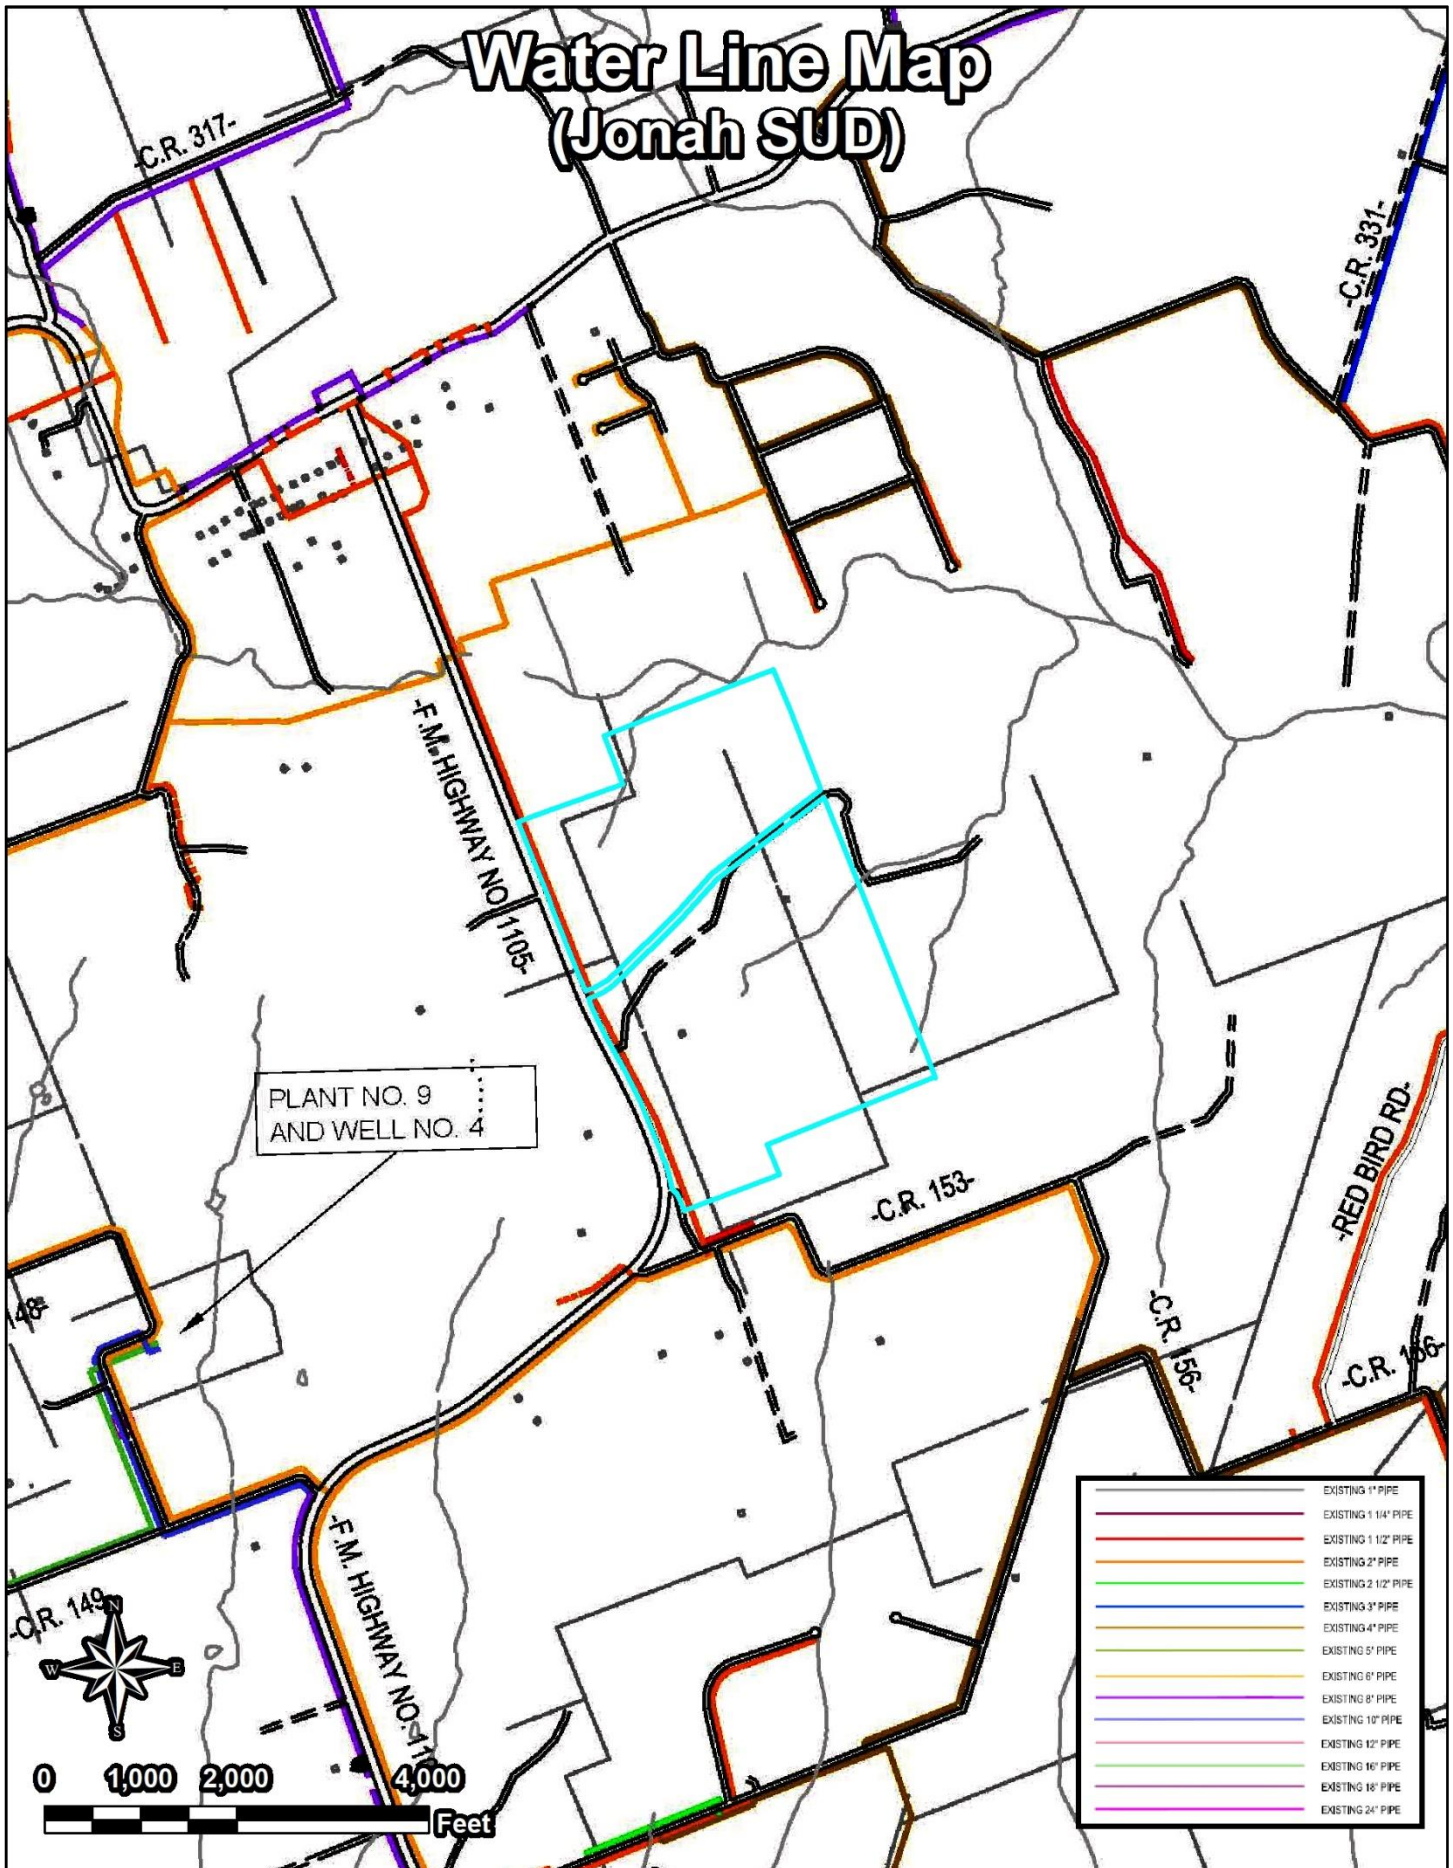 Water Line Map
(Jonah SUD)
-C.R. 317-
-C.R. 331-
-F.M. HIGHWAY NO. 1105-
PLANT NO. 9
AND WELL NO. 4
-C.R. 153-
-RED BIRD RD-
148-
-C.R. 156-
-C.R. 156-
-C.R. 149-
-F.M. HIGHWAY NO. 11
N
W
E
S
0 1,000 2,000 4,000
Feet
EXISTING 1" PIPE
EXISTING 1 1/4" PIPE
EXISTING 1 1/2" PIPE
EXISTING 2" PIPE
EXISTING 2 1/2" PIPE
EXISTING 3" PIPE
EXISTING 4" PIPE
EXISTING 5" PIPE
EXISTING 6" PIPE
EXISTING 8" PIPE
EXISTING 10" PIPE
EXISTING 12" PIPE
EXISTING 16" PIPE
EXISTING 18" PIPE
EXISTING 24" PIPE